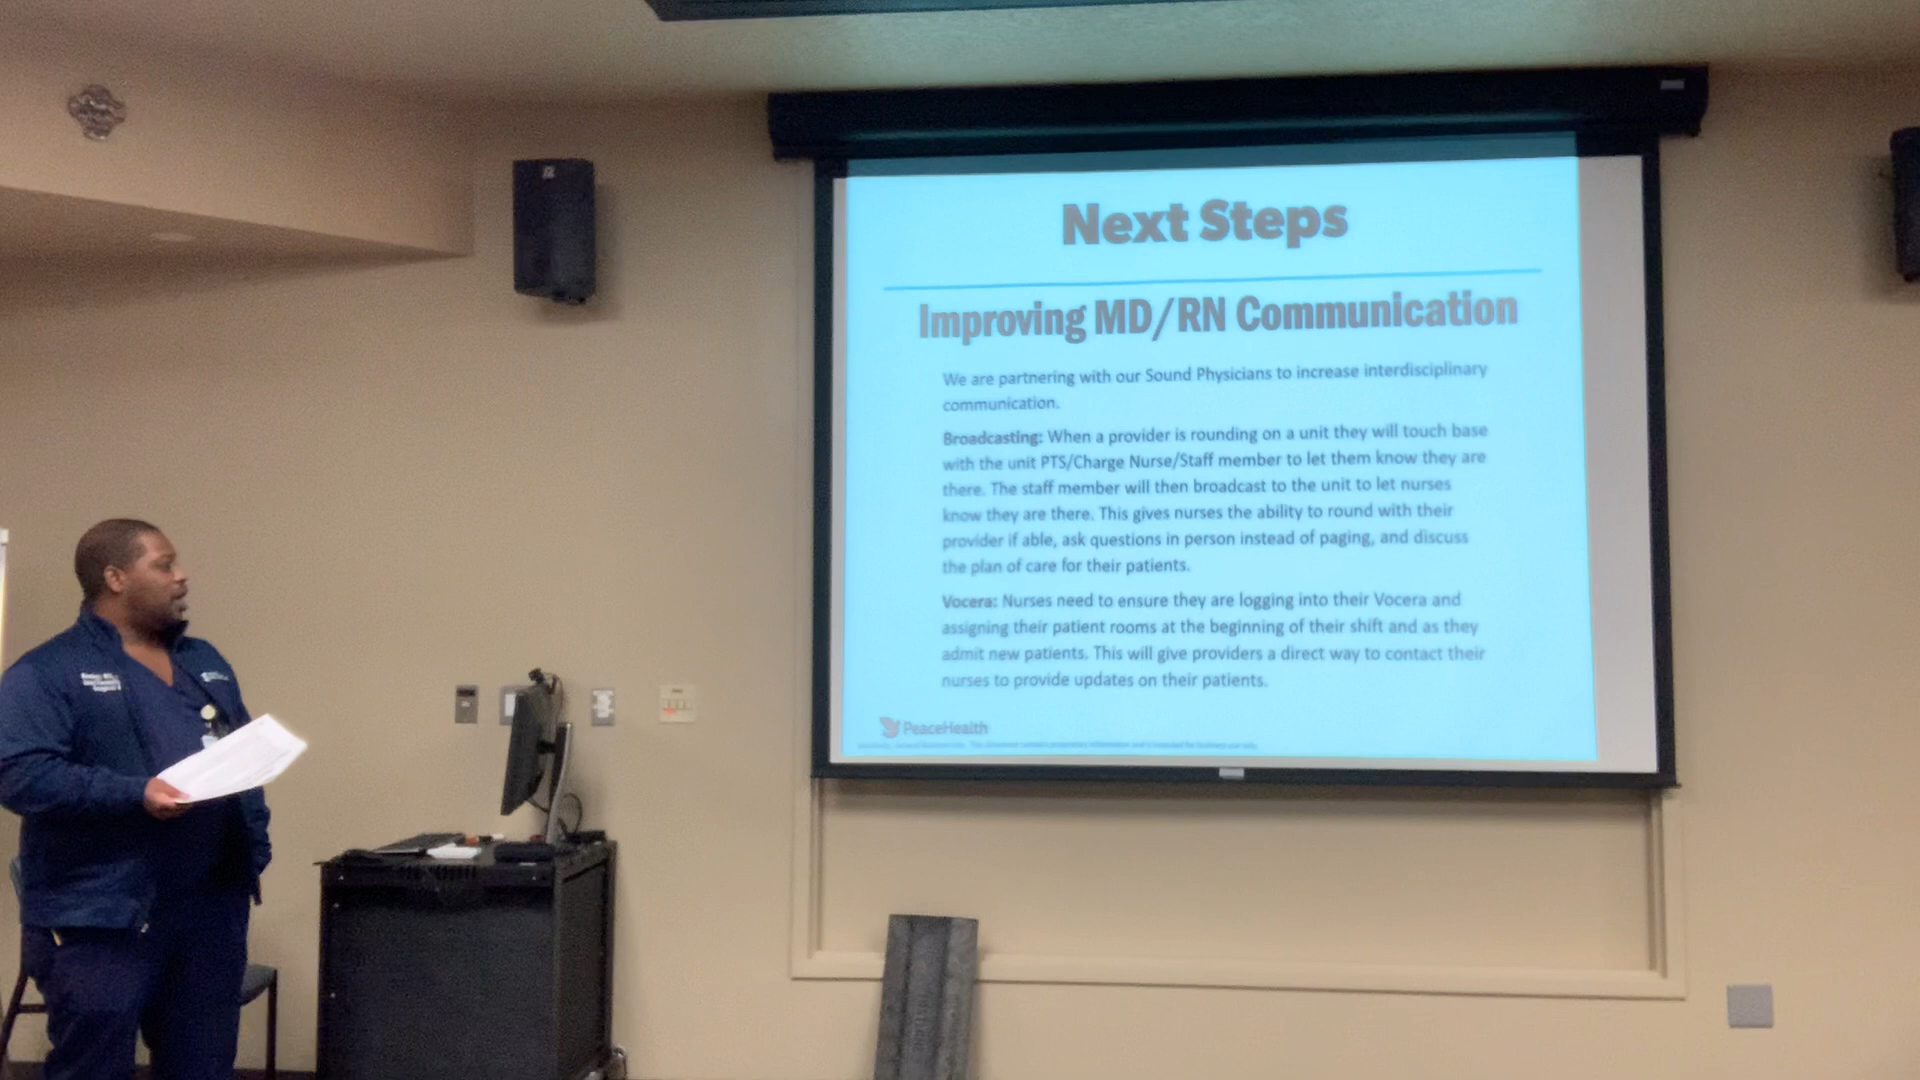 Next Steps
Improving MD/RN Communication
We are partnering with our Sound Physicians to increase interdisciplinary
communication.
Broadcasting: When a provider is rounding on a unit they will touch base
with the unit PTS/Charge Nurse/Staff member to let them know they are
there. The staff member will then broadcast to the unit to let nurses
know they are there. This gives nurses the ability to round with their
provider if able, ask questions in person instead of paging, and discuss
the plan of care for their patients.
Vocera: Nurses need to ensure they are logging into their Vocera and
assigning their patient rooms at the beginning of their shift and as they
admit new patients. This will give providers a direct way to contact their
nurses to provide updates on their patients.
PeaceHealth